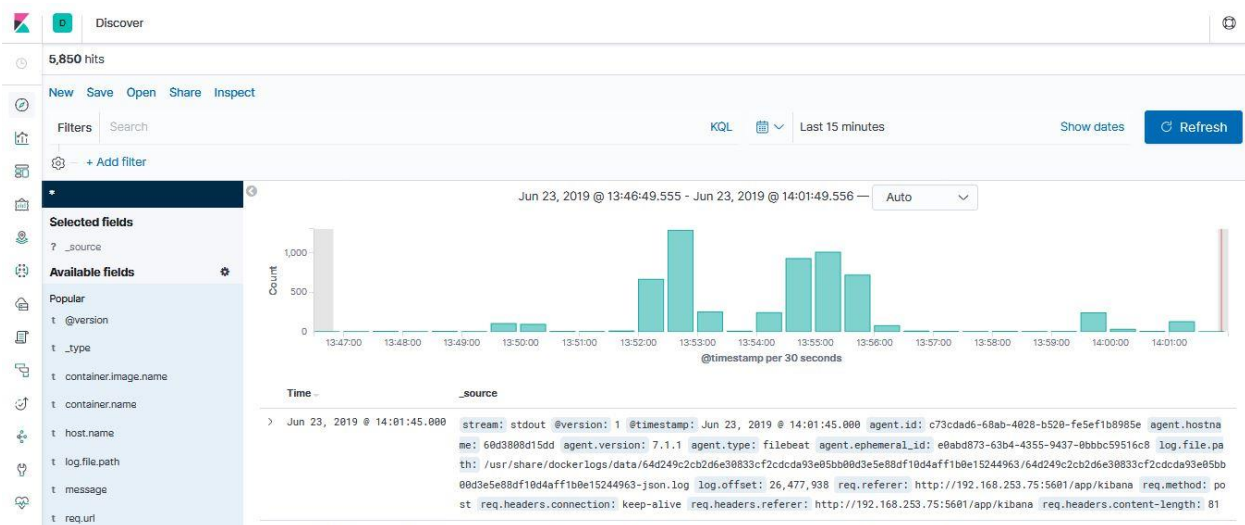 D Discover
5,850 hits
New Save Open Share Inspect
Filters Search KQL Last 15 minutes Show dates Refresh
+ Add filter
*
Selected fields
? _source
Available fields
Popular
t @version
t _type
t container.image.name
t container.name
t host.name
t log.file.path
t message
t req.url
Jun 23, 2019 @ 13:46:49.555 - Jun 23, 2019 @ 14:01:49.556 — Auto
Count
1,000
500
0
13:47:00 13:48:00 13:49:00 13:50:00 13:51:00 13:52:00 13:53:00 13:54:00 13:55:00 13:56:00 13:57:00 13:58:00 13:59:00 14:00:00 14:01:00
@timestamp per 30 seconds
Time _source
Jun 23, 2019 @ 14:01:45.000 stream: stdout @version: 1 @timestamp: Jun 23, 2019 @ 14:01:45.000 agent.id: c73cdad6-68ab-4028-b520-fe5ef1b8985e agent.hostna
me: 60d3808d15dd agent.version: 7.1.1 agent.type: filebeat agent.ephemeral_id: e0abd873-63b4-4355-9437-0bbbc59516c8 log.file.pa
th: /usr/share/dockerlogs/data/64d249c2cb2d6e30833cf2cdcda93e05bb00d3e5e88df10d4aff1b0e15244963/64d249c2cb2d6e30833cf2cdcda93e05bb
00d3e5e88df10d4aff1b0e15244963-json.log log.offset: 26,477,938 req.referer: http://192.168.253.75:5601/app/kibana req.method: po
st req.headers.connection: keep-alive req.headers.referer: http://192.168.253.75:5601/app/kibana req.headers.content-length: 81